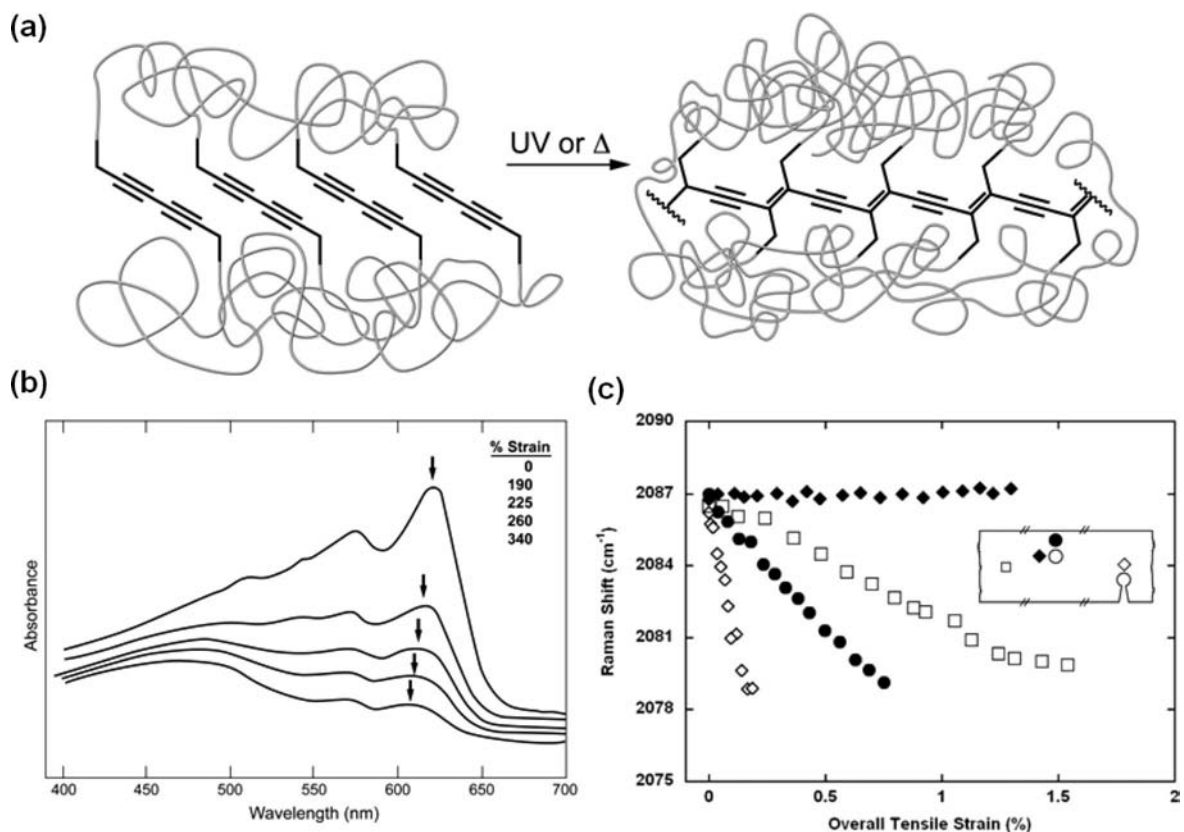 (a)
UV or Δ
(b)
% Strain
0
190
225
260
340
Absorbance
400
450
500
550
600
650
700
Wavelength (nm)
(c)
2090
2087
2084
2081
2078
2075
Raman Shift (cm⁻¹)
0
0.5
1
1.5
2
Overall Tensile Strain (%)